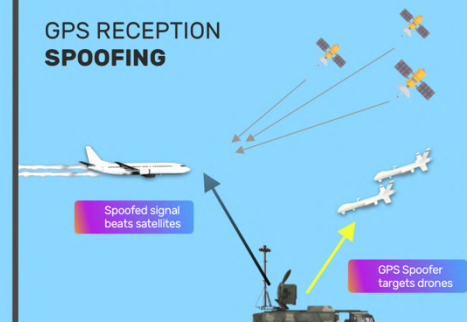 GPS RECEPTION
SPOOFING
Spoofed signal
beats satellites
GPS Spoofer
targets drones